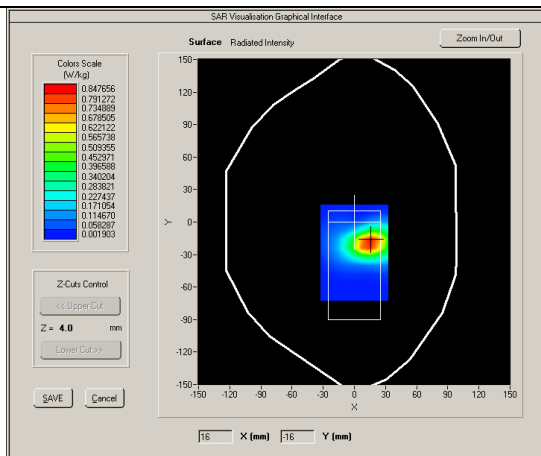 SAR Visualisation Graphical Interface
Surface Radiated Intensity
Zoom In/Out
Colors Scale
(W/kg)
0.847656
0.791272
0.734889
0.678505
0.622122
0.565738
0.509355
0.452971
0.396588
0.340204
0.283821
0.227437
0.171054
0.114670
0.058287
0.001903
Z-Cuts Control
<< Upper Cut
Z = 4.0 mm
Lower Cut >>
SAVE Cancel
150
120
90
60
30
0
-30
-60
-90
-120
-150
Y
-150 -120 -90 -60 -30 0 30 60 90 120 150
X
16 X (mm) -16 Y (mm)